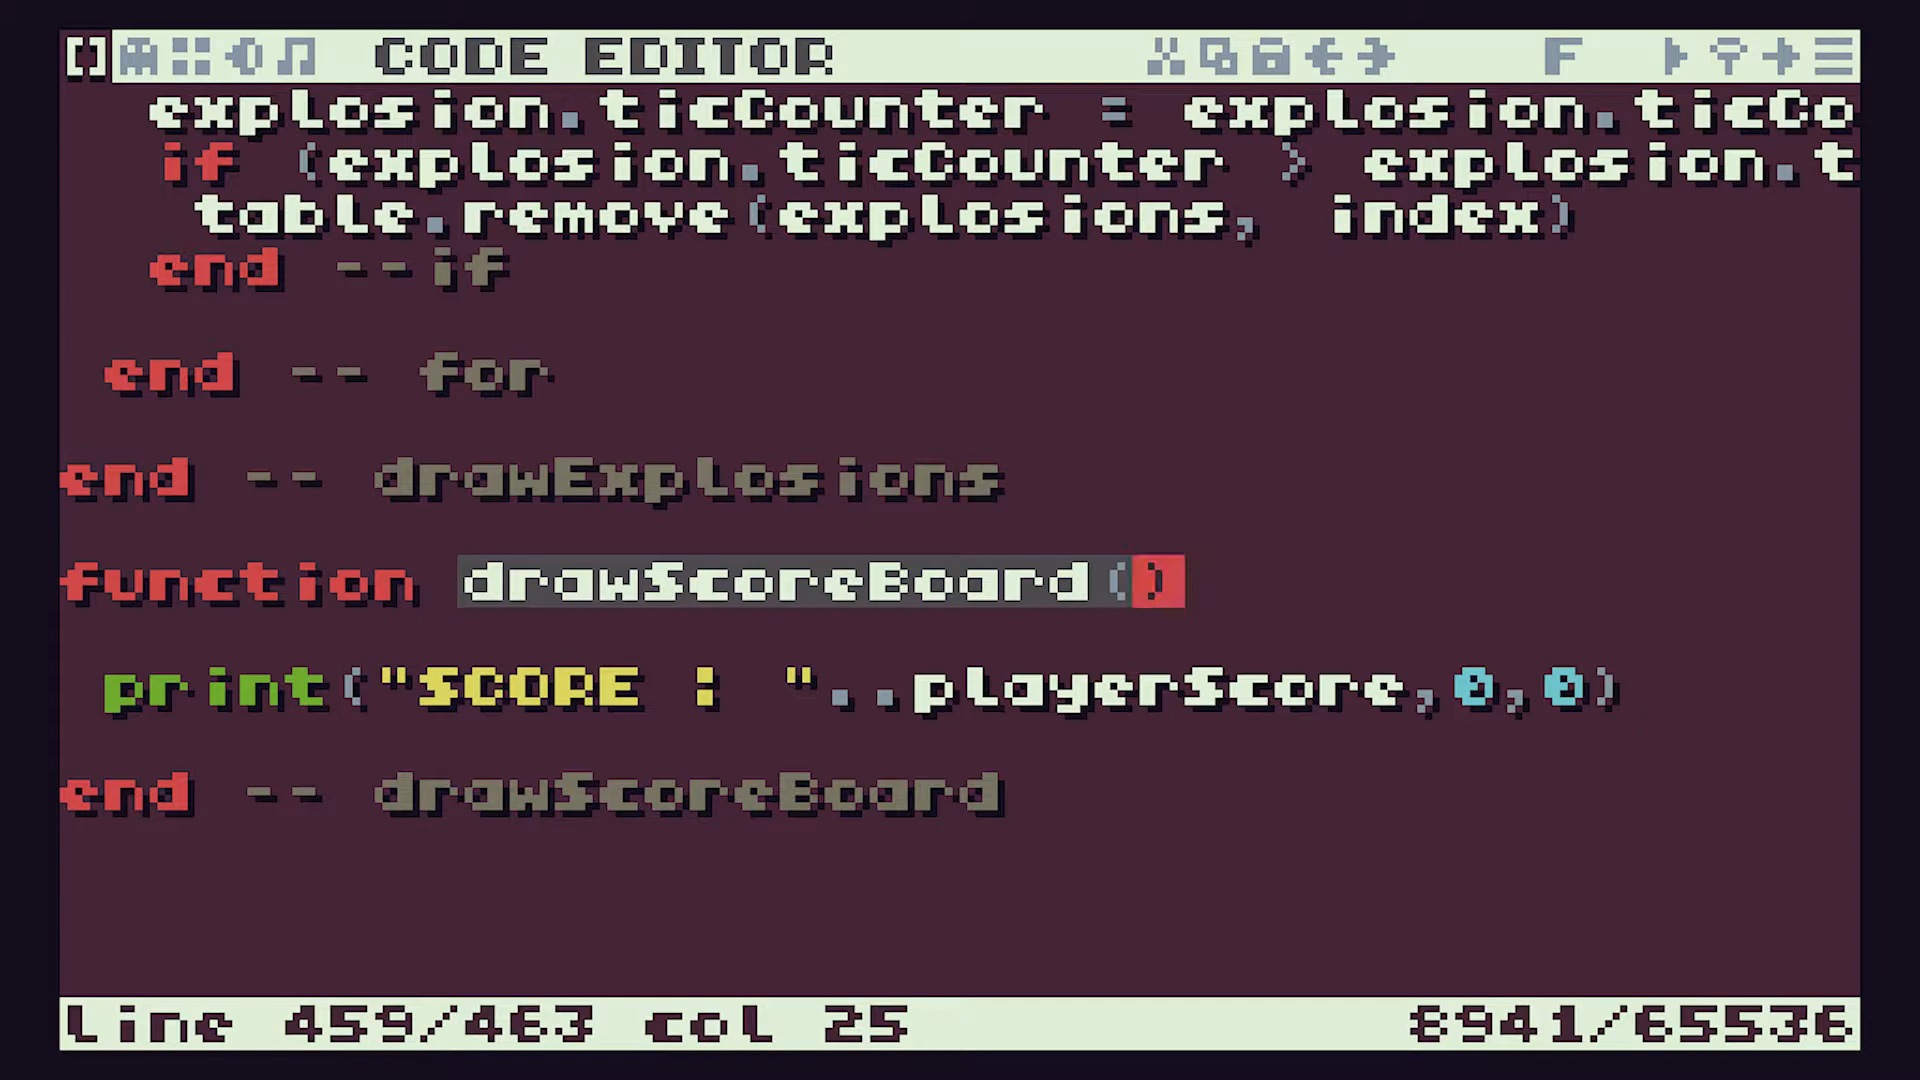 CODE EDITOR F
explosion.ticCounter = explosion.ticCo
if (explosion.ticCounter > explosion.t
table.remove(explosions, index)
end --if
end -- for
end -- drawExplosions
function drawScoreBoard()
print("SCORE : "..playerScore,0,0)
end -- drawScoreBoard
line 459/463 col 25
8941/65536